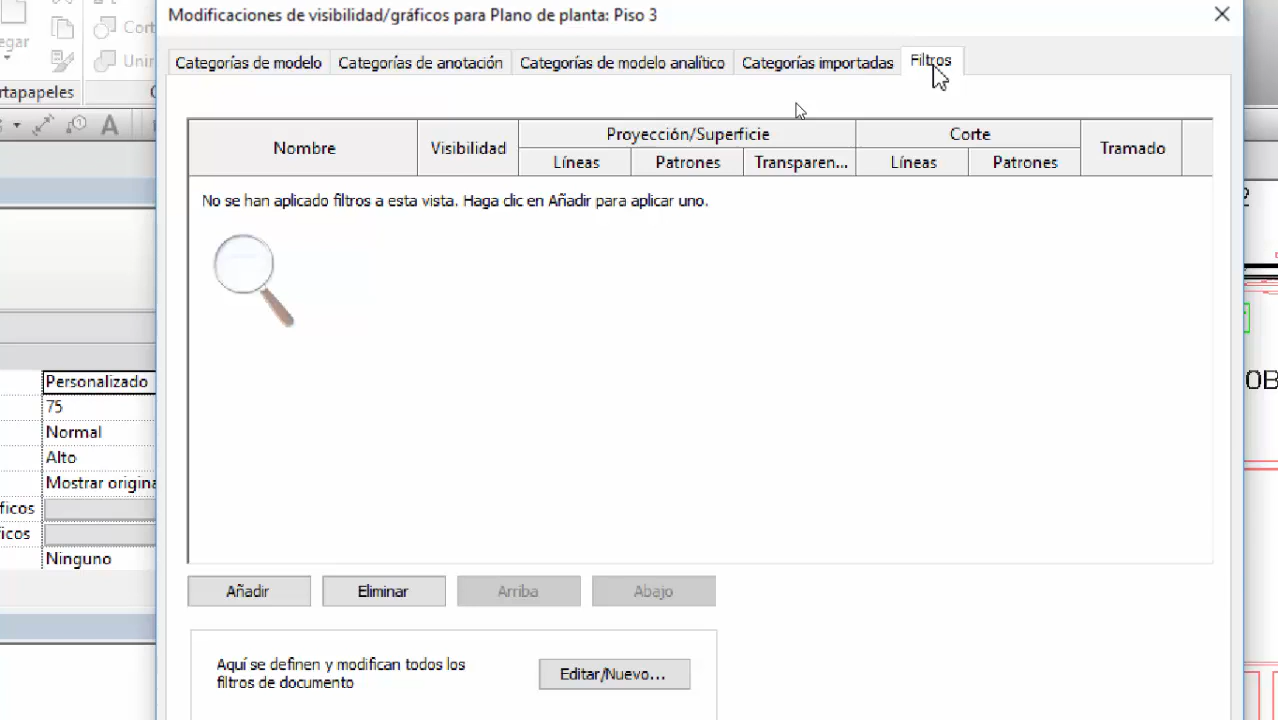 Modificaciones de visibilidad/gráficos para Plano de planta: Piso 3
egar
Cort
Unir
rtapapeles
Categorías de modelo
Categorías de anotación
Categorías de modelo analítico
Categorías importadas
Filtros
A
Nombre
Visibilidad
Proyección/Superficie
Corte
Tramado
Líneas
Patrones
Transparen...
Líneas
Patrones
No se han aplicado filtros a esta vista. Haga clic en Añadir para aplicar uno.
Personalizado
75
Normal
Alto
Mostrar origina
ficos
ficos
Ninguno
2
OB
Añadir
Eliminar
Arriba
Abajo
Aquí se definen y modifican todos los
filtros de documento
Editar/Nuevo...